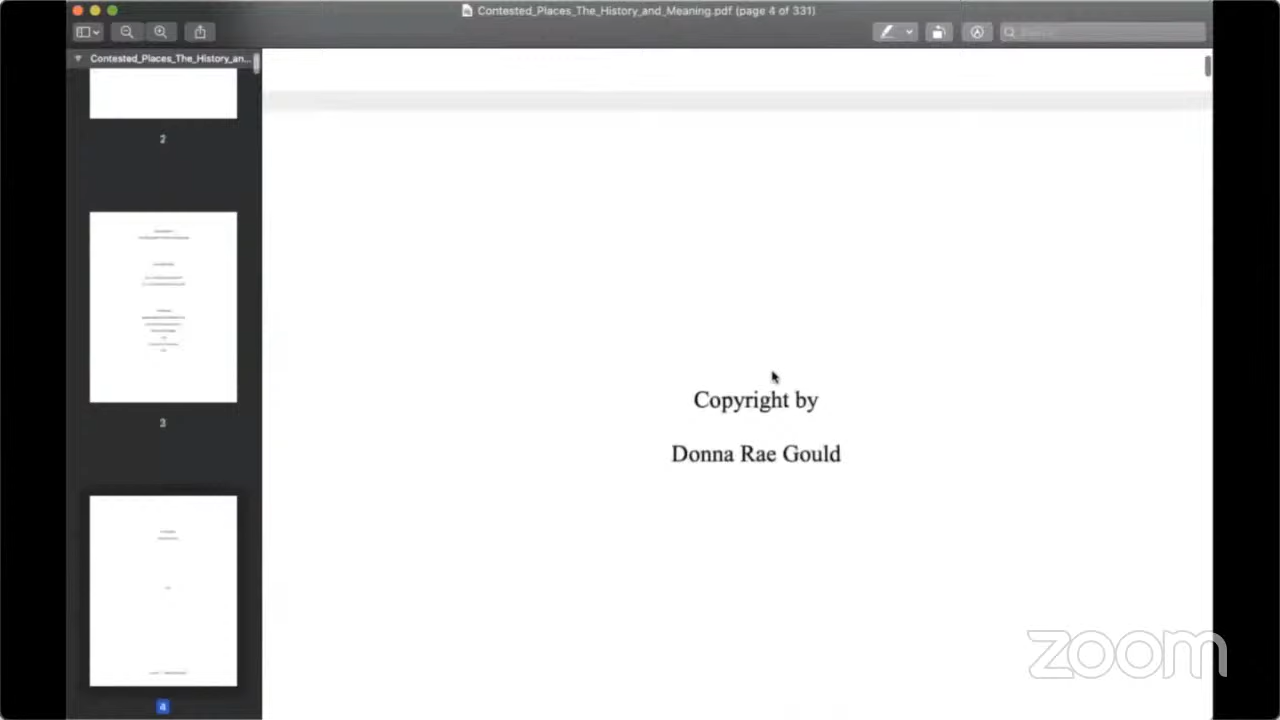 Contested_Places_The_History_and_Meaning.pdf (page 4 of 331)
Contested_Places_The_History_an...
2
3
4
Copyright by
Donna Rae Gould
zoom